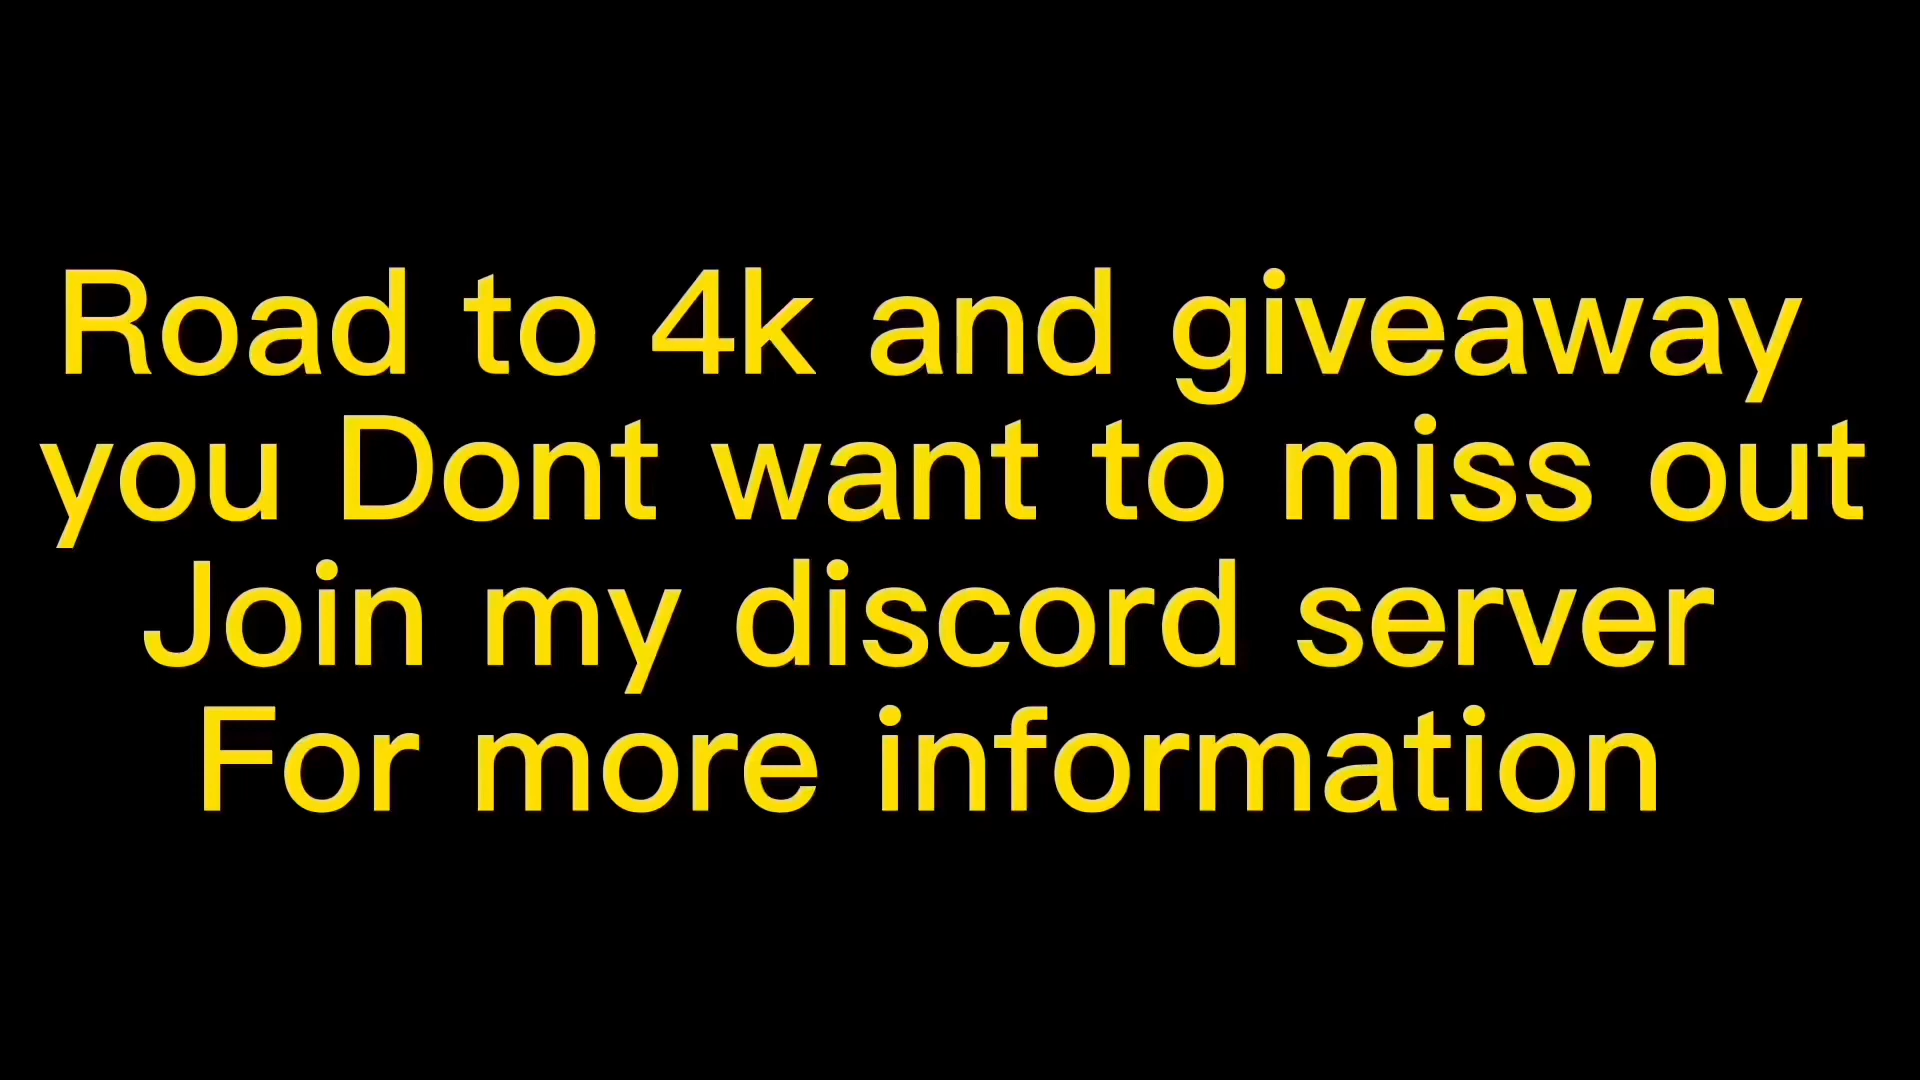 Road to 4k and giveaway
you Dont want to miss out
Join my discord server
For more information